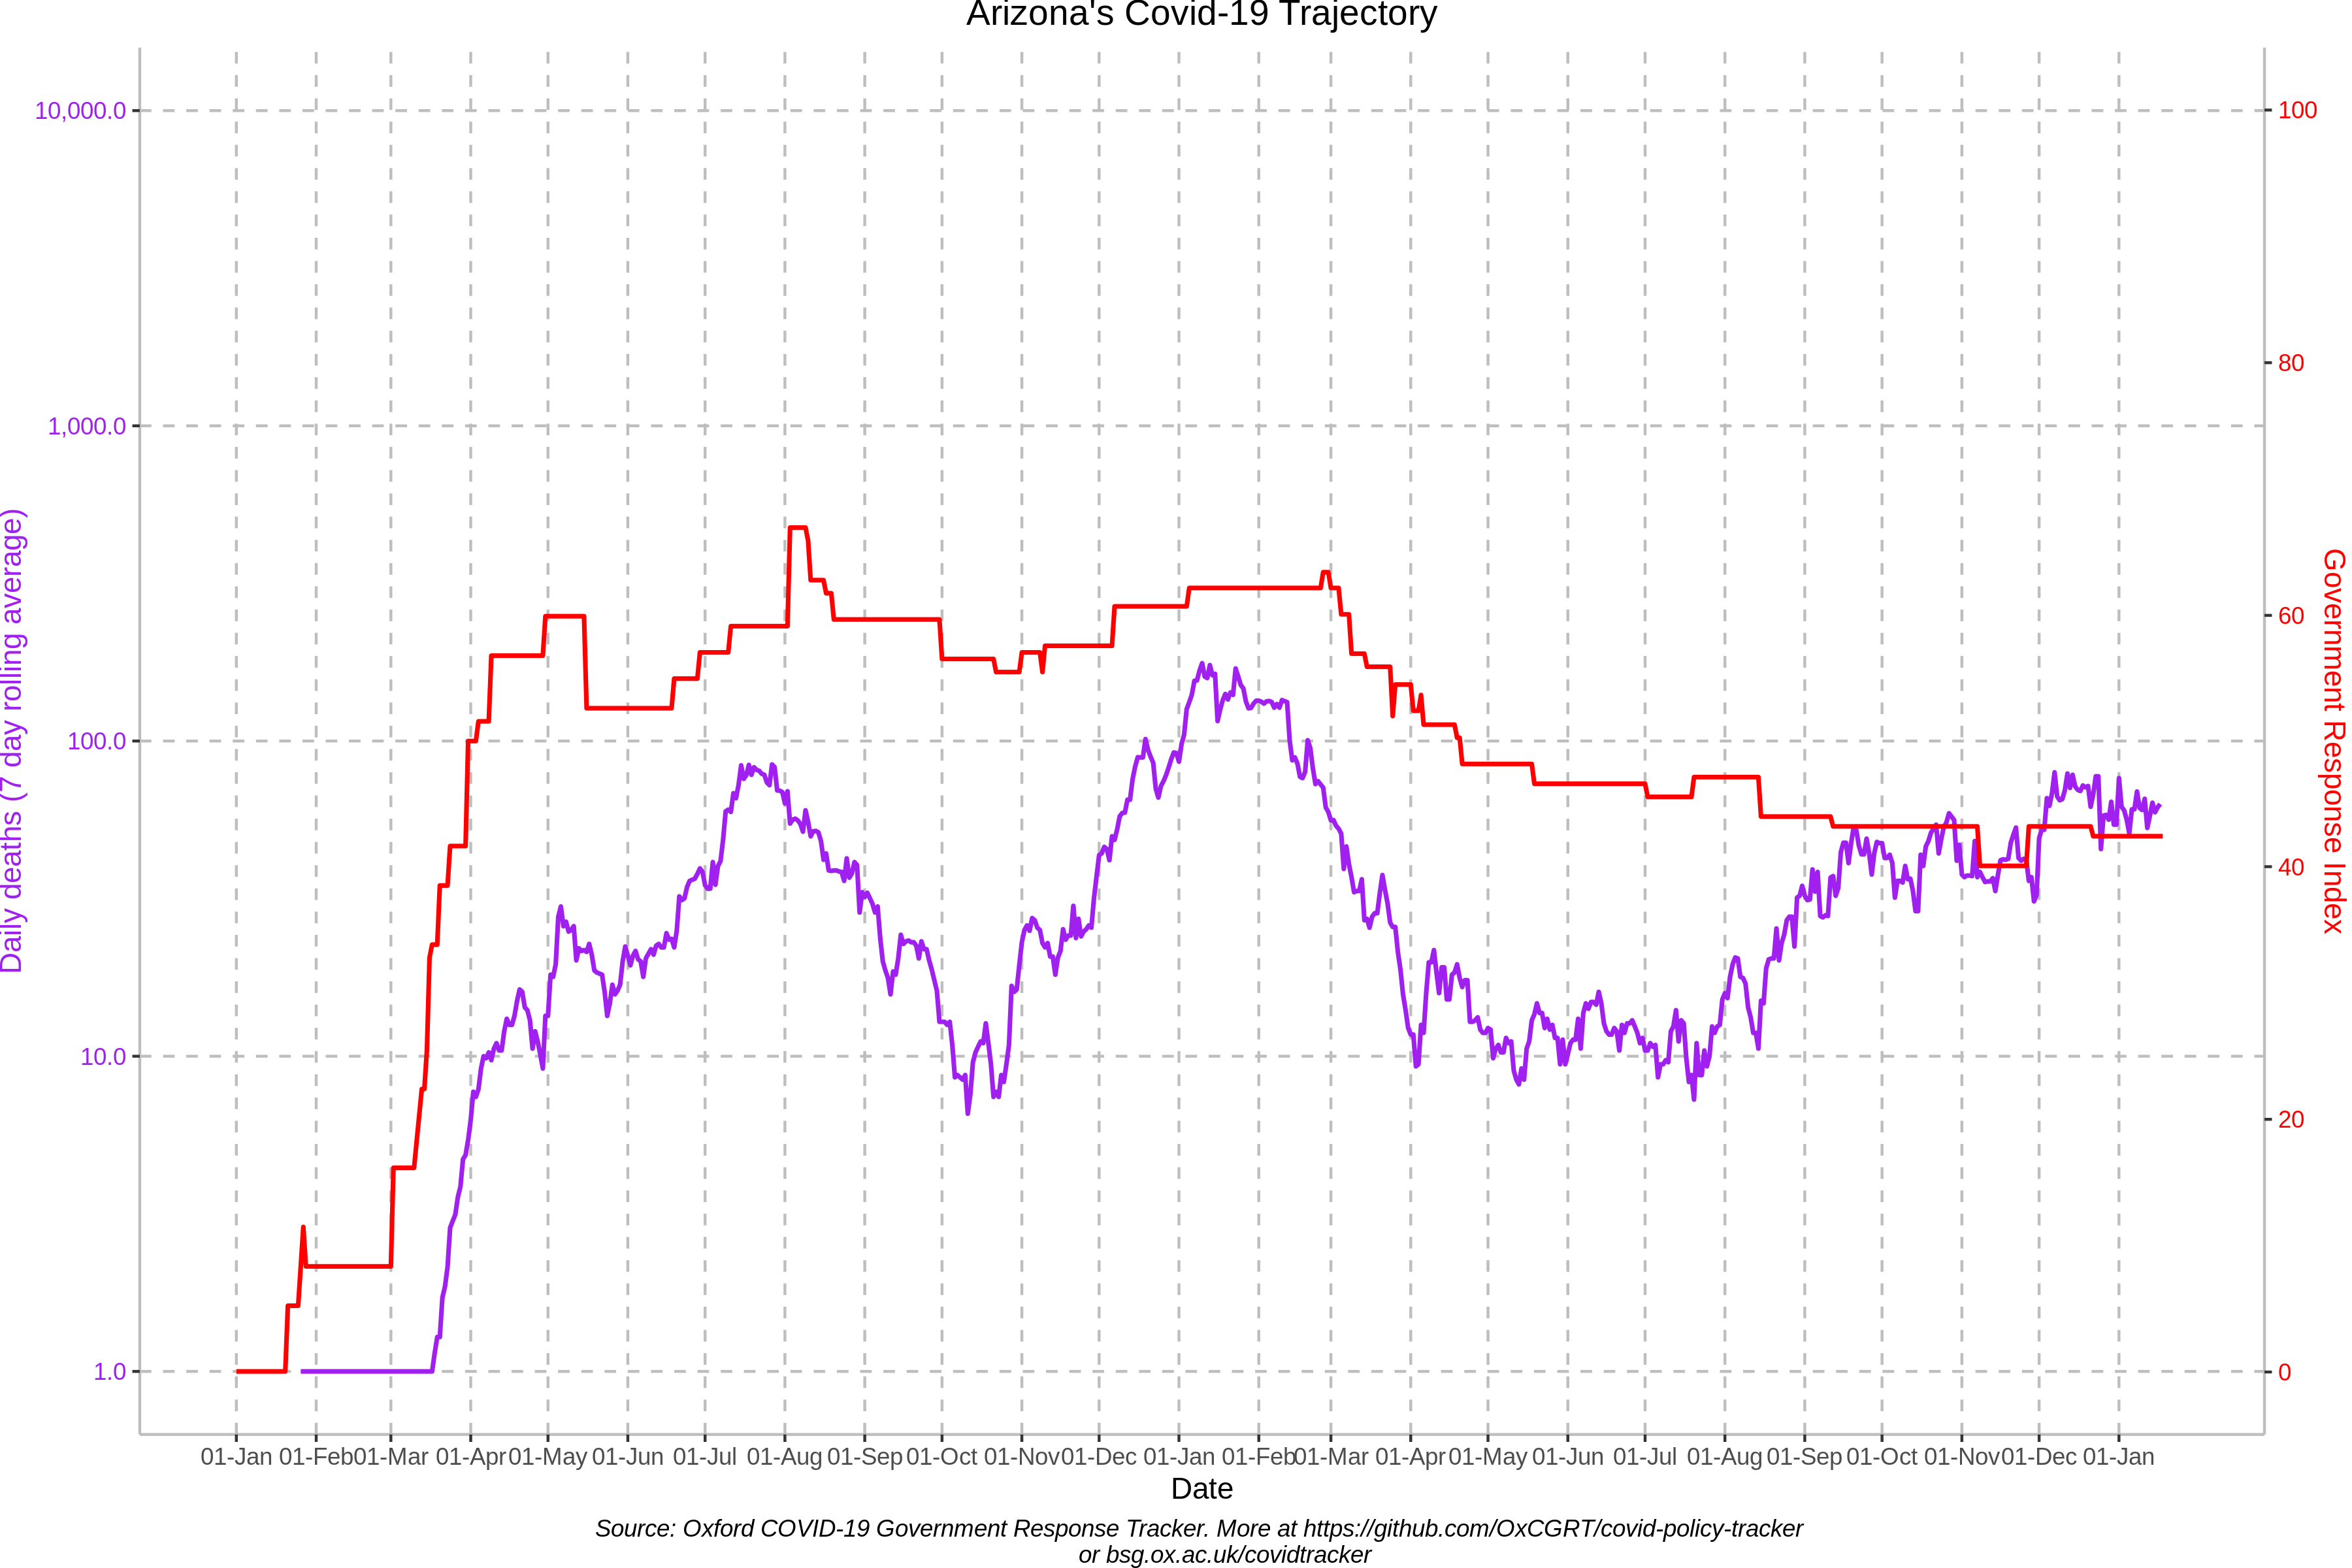 Arizona's Covid-19 Trajectory
10,000.0
1,000.0
100.0
10.0
1.0
Daily deaths (7 day rolling average)
100
80
60
40
20
0
Government Response Index
01-Jan 01-Feb 01-Mar 01-Apr 01-May 01-Jun 01-Jul 01-Aug 01-Sep 01-Oct 01-Nov 01-Dec 01-Jan 01-Feb 01-Mar 01-Apr 01-May 01-Jun 01-Jul 01-Aug 01-Sep 01-Oct 01-Nov 01-Dec 01-Jan
Date
Source: Oxford COVID-19 Government Response Tracker. More at https://github.com/OxCGRT/covid-policy-tracker
or bsg.ox.ac.uk/covidtracker